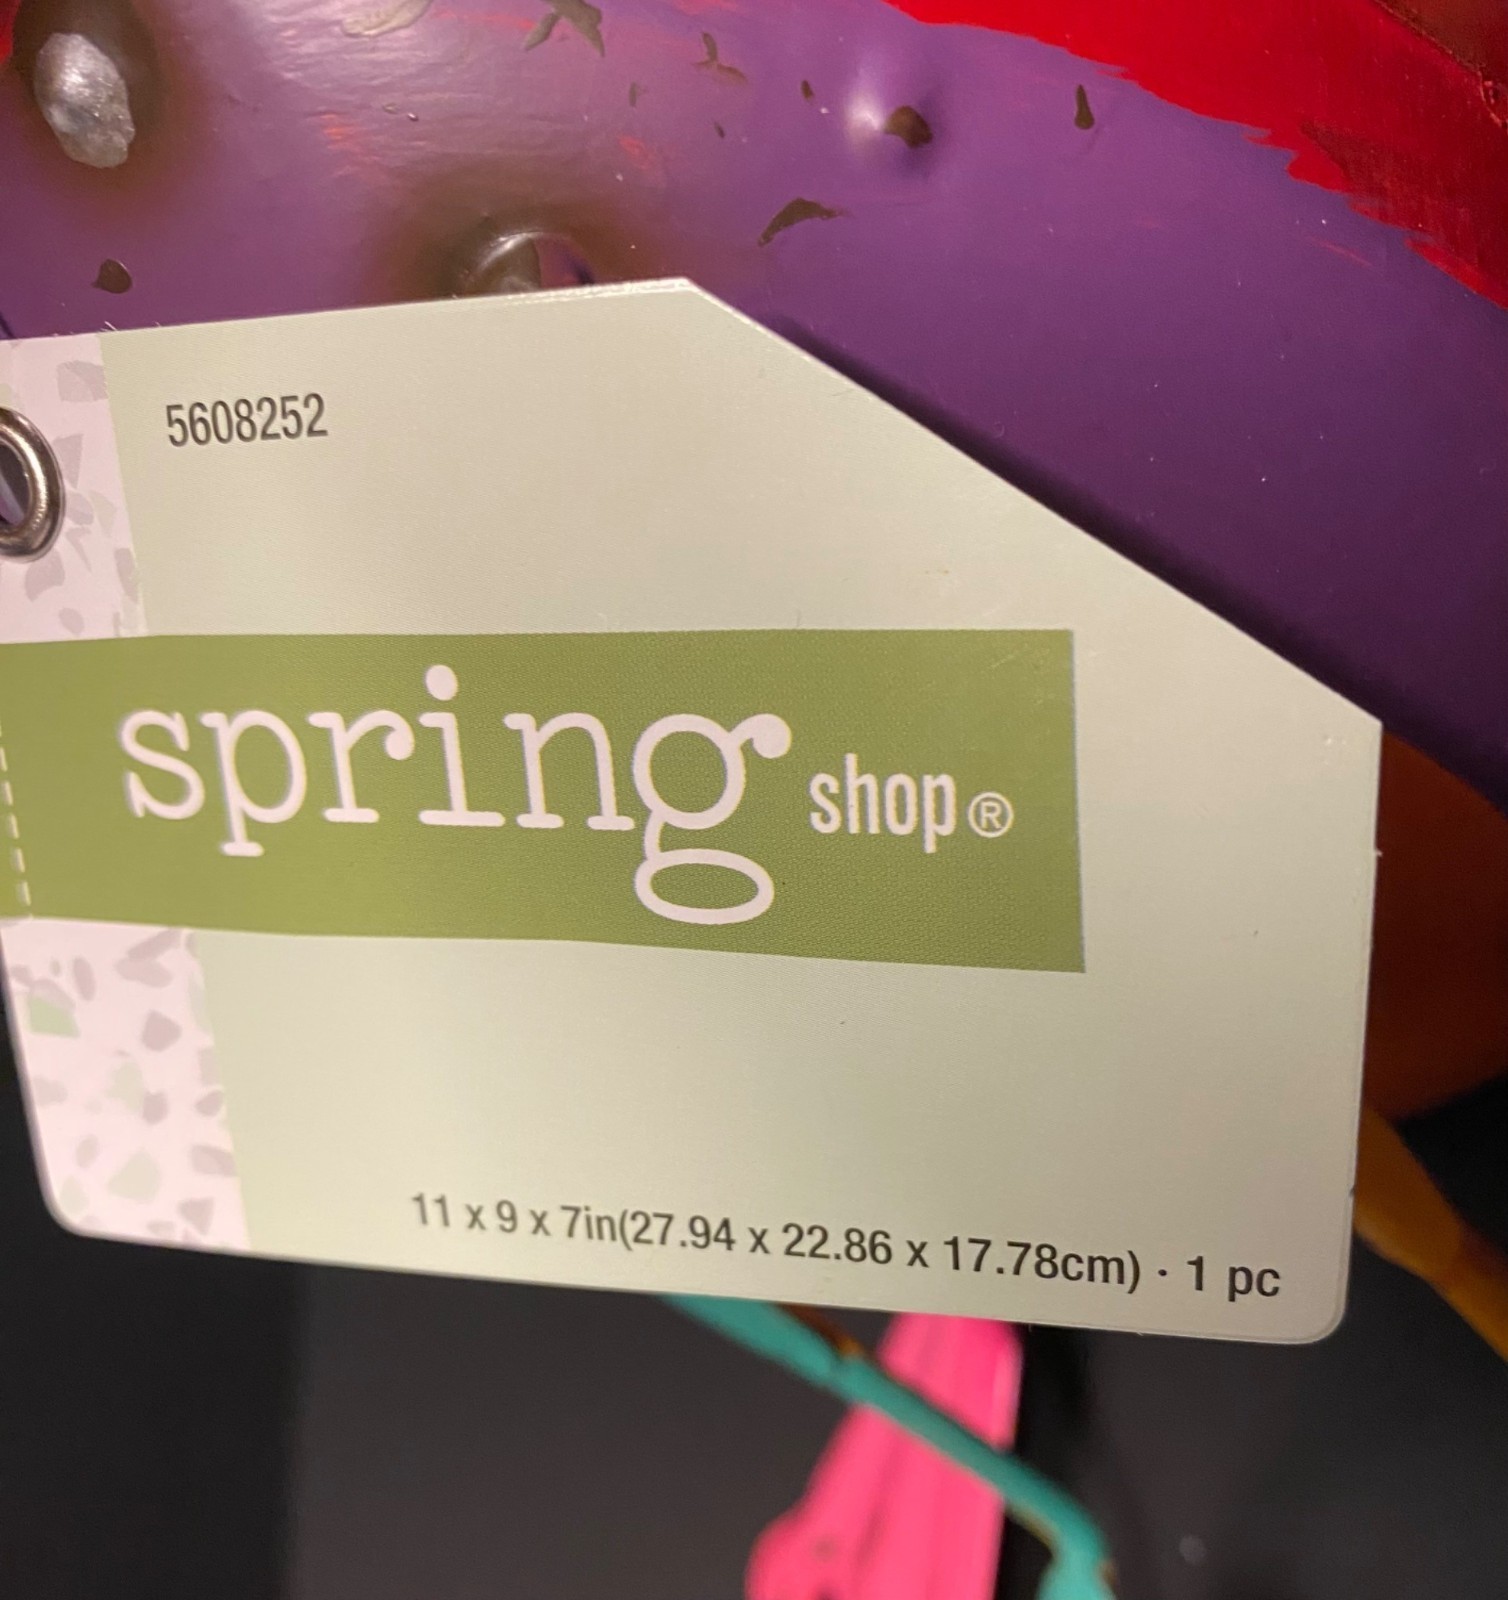 5608252
spring shop®
11 x 9 x 7in(27.94 x 22.86 x 17.78cm) · 1 pc